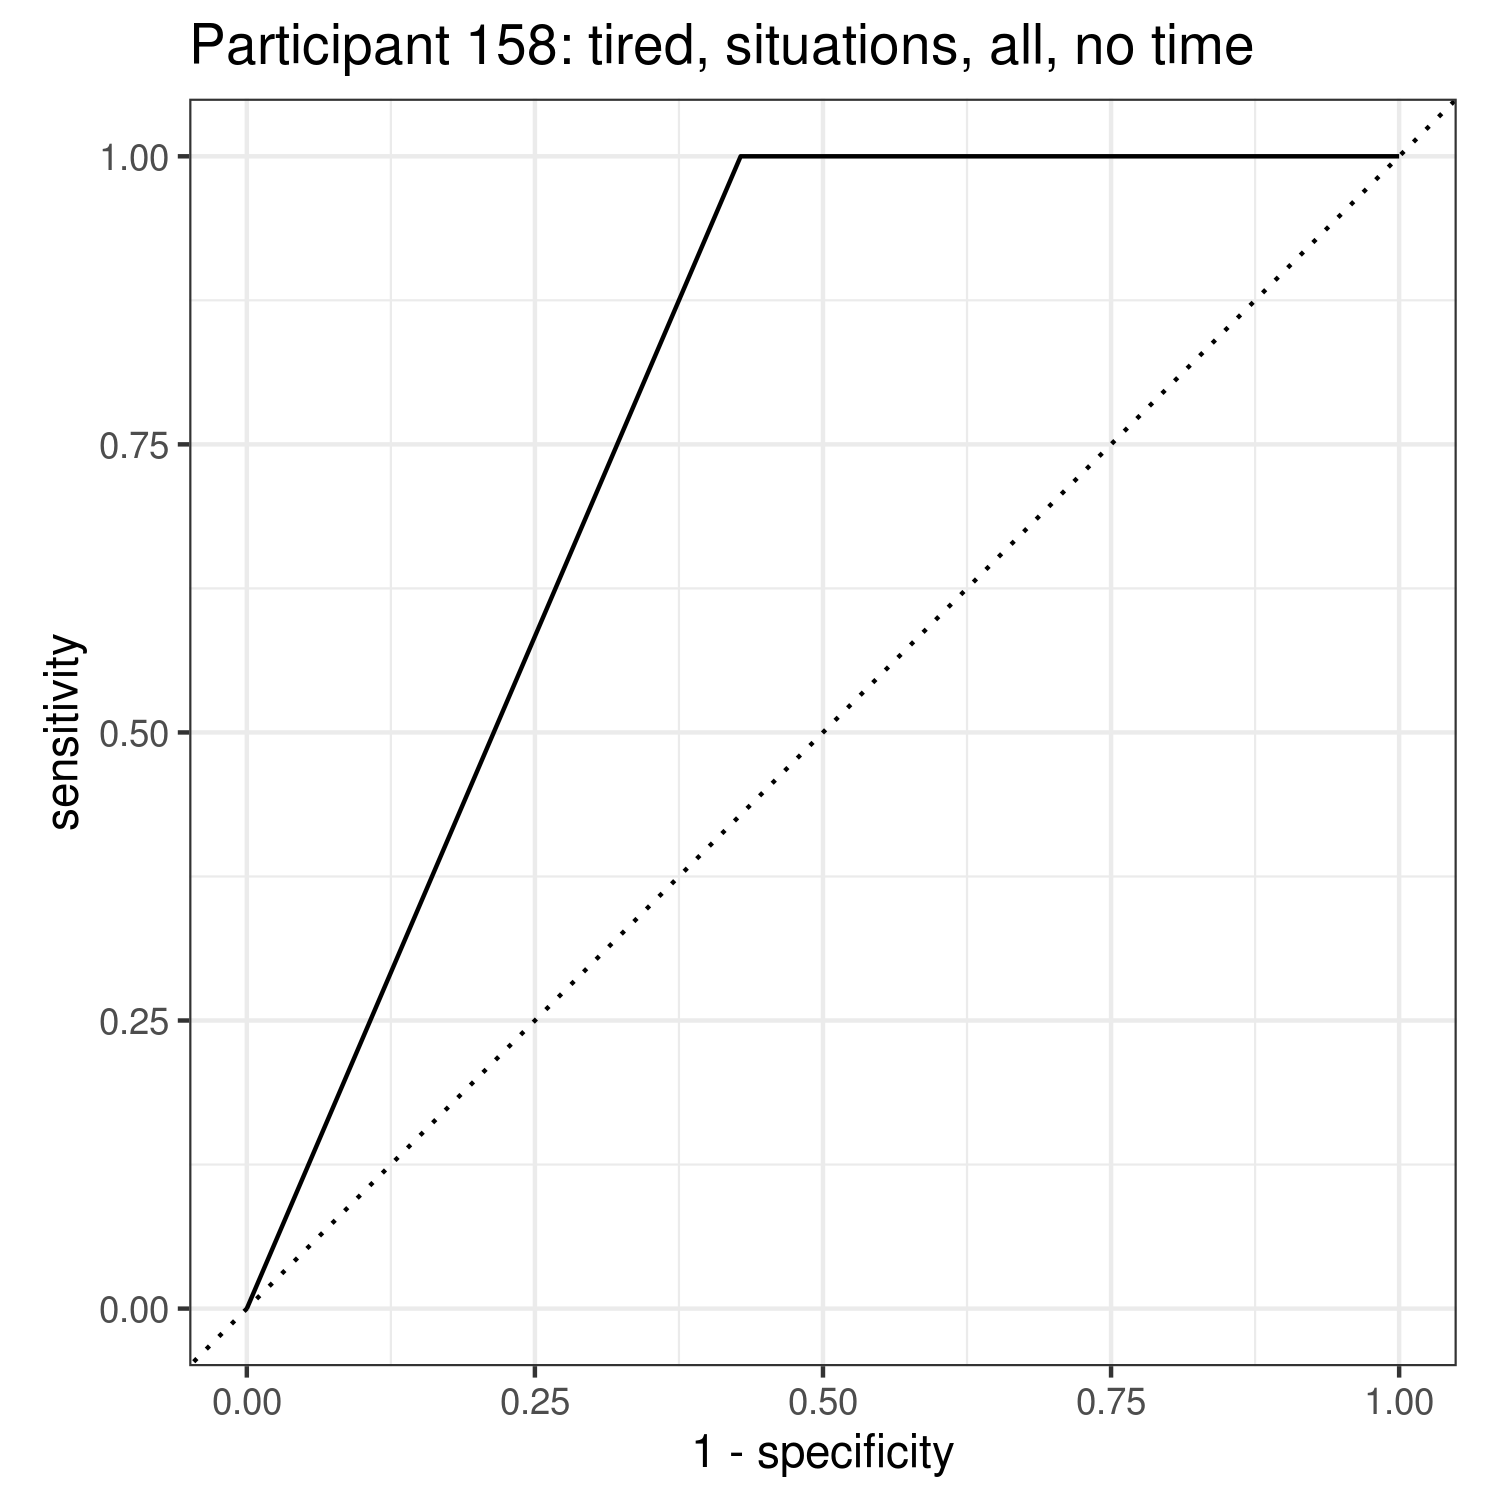 Participant 158: tired, situations, all, no time
1.00
0.75
0.50
0.25
0.00
sensitivity
0.00 0.25 0.50 0.75 1.00
1 - specificity